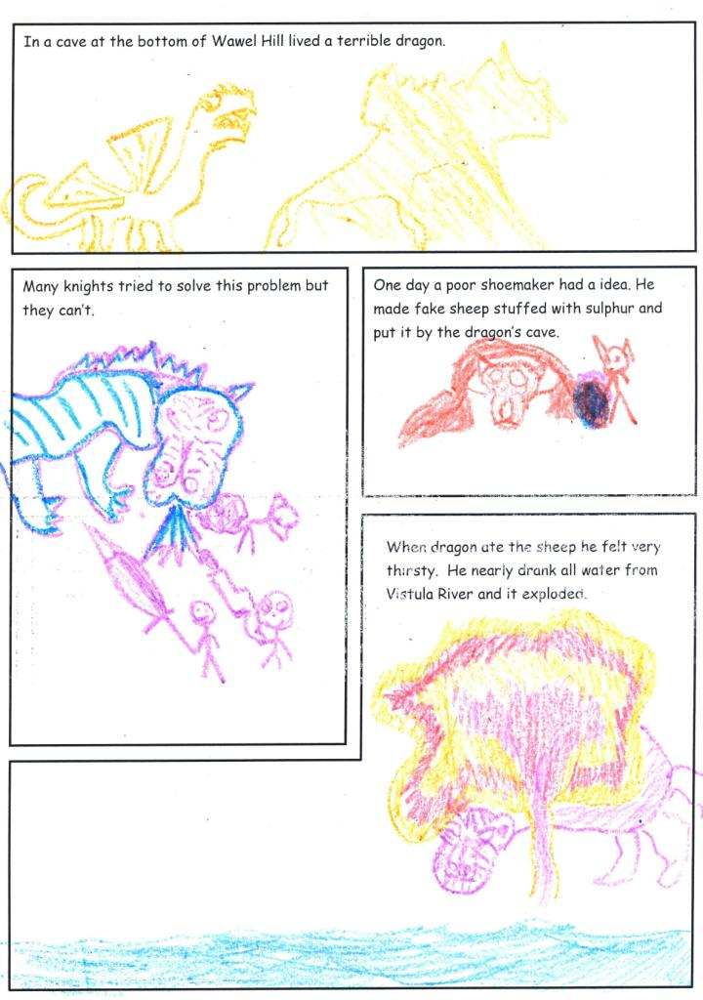 In a cave at the bottom of Wawel Hill lived a terrible dragon.
Many knights tried to solve this problem but
they can't.
One day a poor shoemaker had a idea. He
made fake sheep stuffed with sulphur and
put it by the dragon's cave.
When dragon ate the sheep he felt very
thirsty. He nearly drank all water from
Vistula River and it exploded.